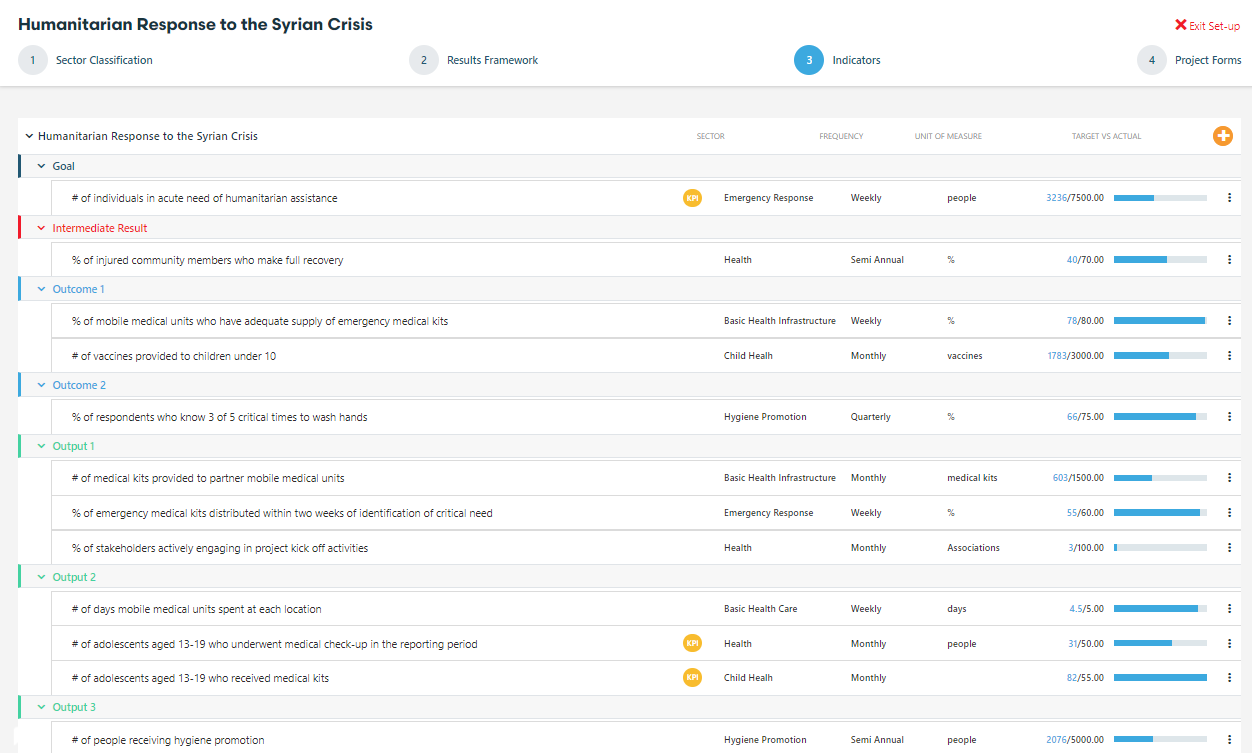 Humanitarian Response to the Syrian Crisis
Exit Set-up
1 Sector Classification 2 Results Framework 3 Indicators 4 Project Forms
Humanitarian Response to the Syrian Crisis SECTOR FREQUENCY UNIT OF MEASURE TARGET VS ACTUAL
Goal
# of individuals in acute need of humanitarian assistance KPI Emergency Response Weekly people 3236/7500.00
Intermediate Result
% of injured community members who make full recovery Health Semi Annual % 40/70.00
Outcome 1
% of mobile medical units who have adequate supply of emergency medical kits Basic Health Infrastructure Weekly % 78/80.00
# of vaccines provided to children under 10 Child Healh Monthly vaccines 1783/3000.00
Outcome 2
% of respondents who know 3 of 5 critical times to wash hands Hygiene Promotion Quarterly % 66/75.00
Output 1
# of medical kits provided to partner mobile medical units Basic Health Infrastructure Monthly medical kits 603/1500.00
% of emergency medical kits distributed within two weeks of identification of critical need Emergency Response Weekly % 55/60.00
% of stakeholders actively engaging in project kick off activities Health Monthly Associations 3/100.00
Output 2
# of days mobile medical units spent at each location Basic Health Care Weekly days 4.5/5.00
# of adolescents aged 13-19 who underwent medical check-up in the reporting period KPI Health Monthly people 31/50.00
# of adolescents aged 13-19 who received medical kits KPI Child Healh Monthly 82/55.00
Output 3
# of people receiving hygiene promotion Hygiene Promotion Semi Annual people 2076/5000.00